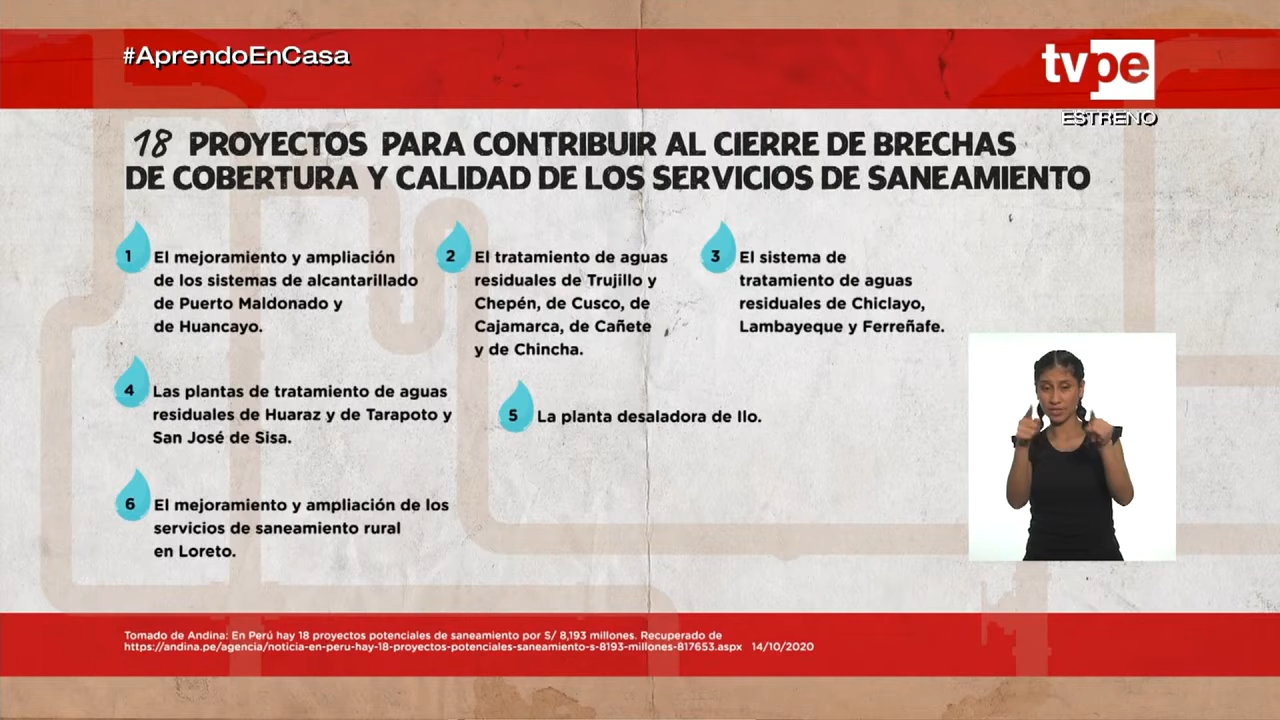 #AprendoEnCasa
tvpe
ESTRENO
18 PROYECTOS PARA CONTRIBUIR AL CIERRE DE BRECHAS
DE COBERTURA Y CALIDAD DE LOS SERVICIOS DE SANEAMIENTO
1 El mejoramiento y ampliación
de los sistemas de alcantarillado
de Puerto Maldonado y
de Huancayo.
2 El tratamiento de aguas
residuales de Trujillo y
Chepén, de Cusco, de
Cajamarca, de Cañete
y de Chincha.
3 El sistema de
tratamiento de aguas
residuales de Chiclayo,
Lambayeque y Ferreñafe.
4 Las plantas de tratamiento de aguas
residuales de Huaraz y de Tarapoto y
San José de Sisa.
5 La planta desaladora de Ilo.
6 El mejoramiento y ampliación de los
servicios de saneamiento rural
en Loreto.
Tomado de Andina: En Perú hay 18 proyectos potenciales de saneamiento por S/ 8,193 millones. Recuperado de
https://andina.pe/agencia/noticia-en-peru-hay-18-proyectos-potenciales-saneamiento-s-8193-millones-817653.aspx 14/10/2020